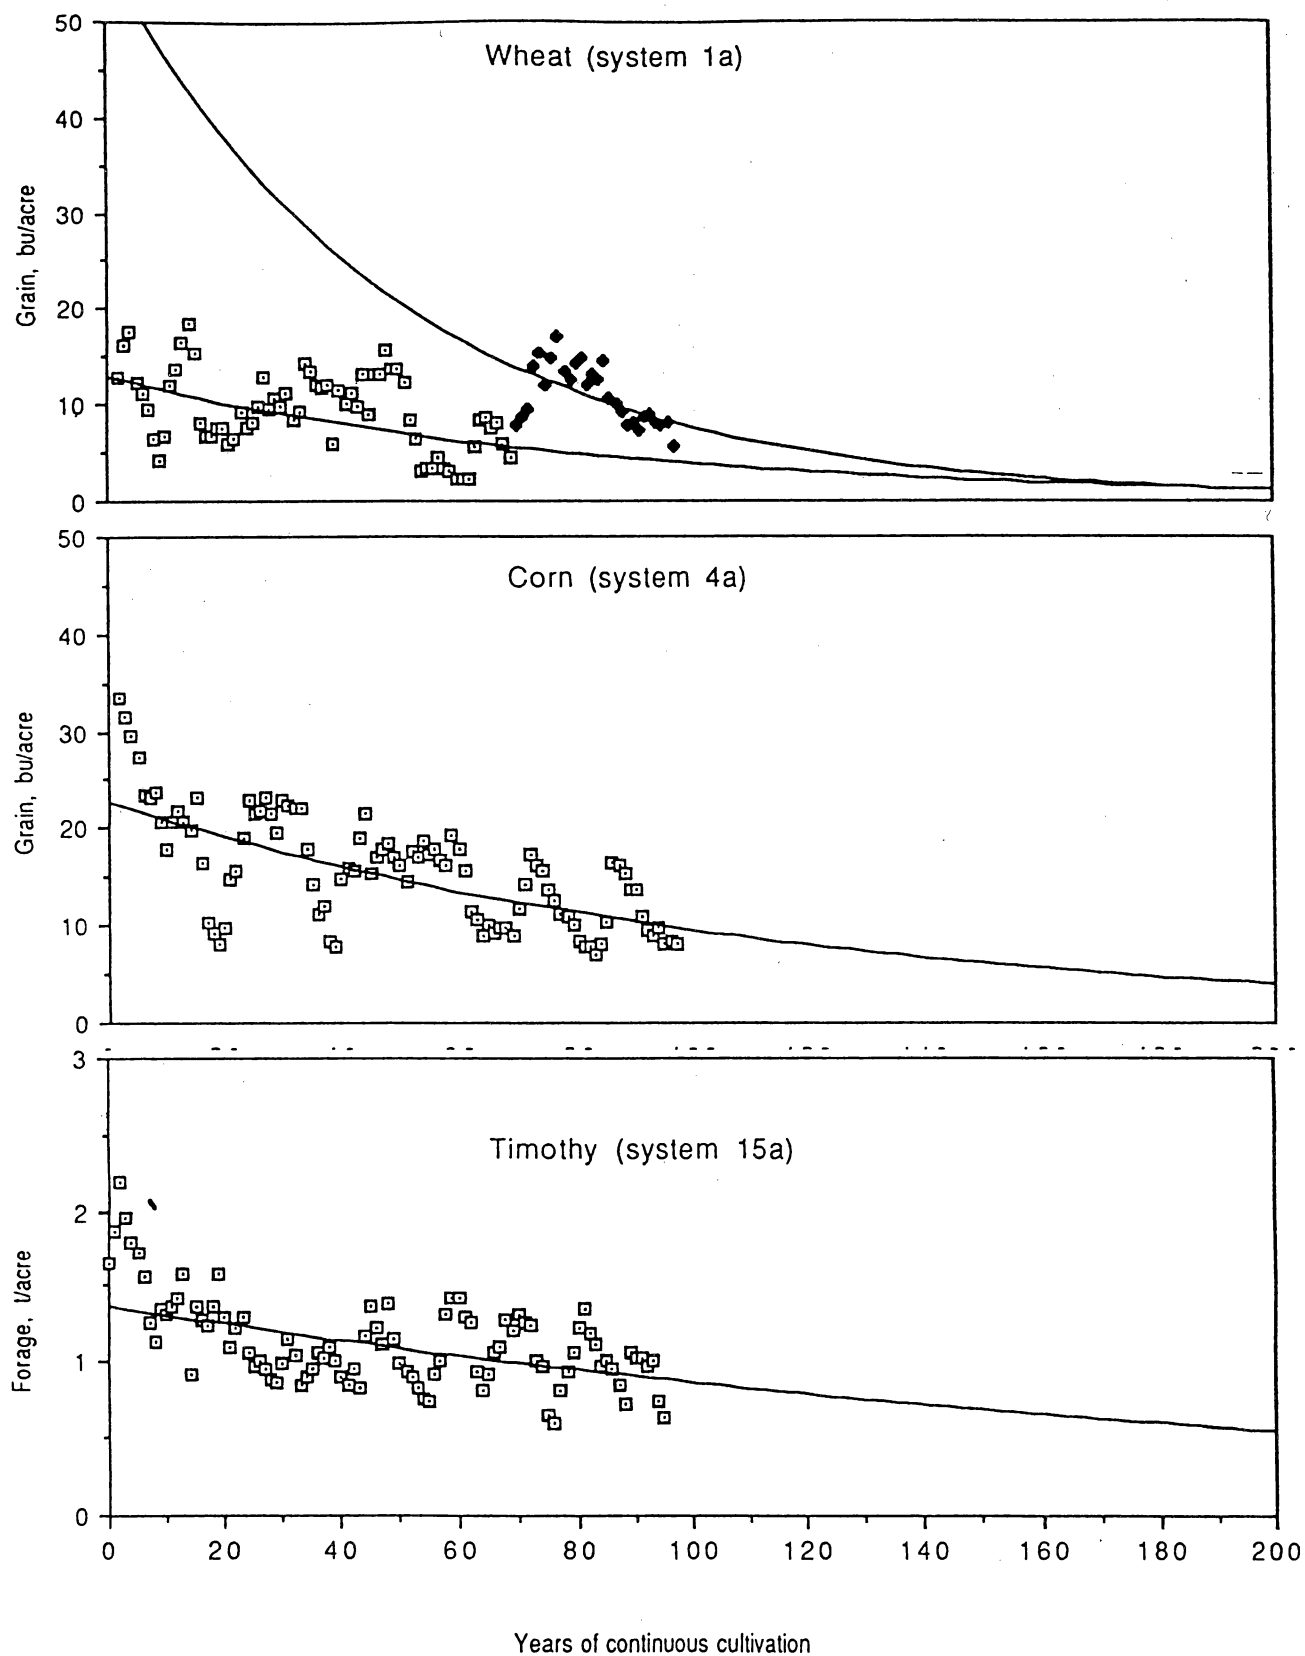 Wheat (system 1a)
50
40
30
20
10
0
Grain, bu/acre
Corn (system 4a)
50
40
30
20
10
0
Grain, bu/acre
Timothy (system 15a)
3
2
1
0
Forage, t/acre
0 20 40 60 80 100 120 140 160 180 200
Years of continuous cultivation